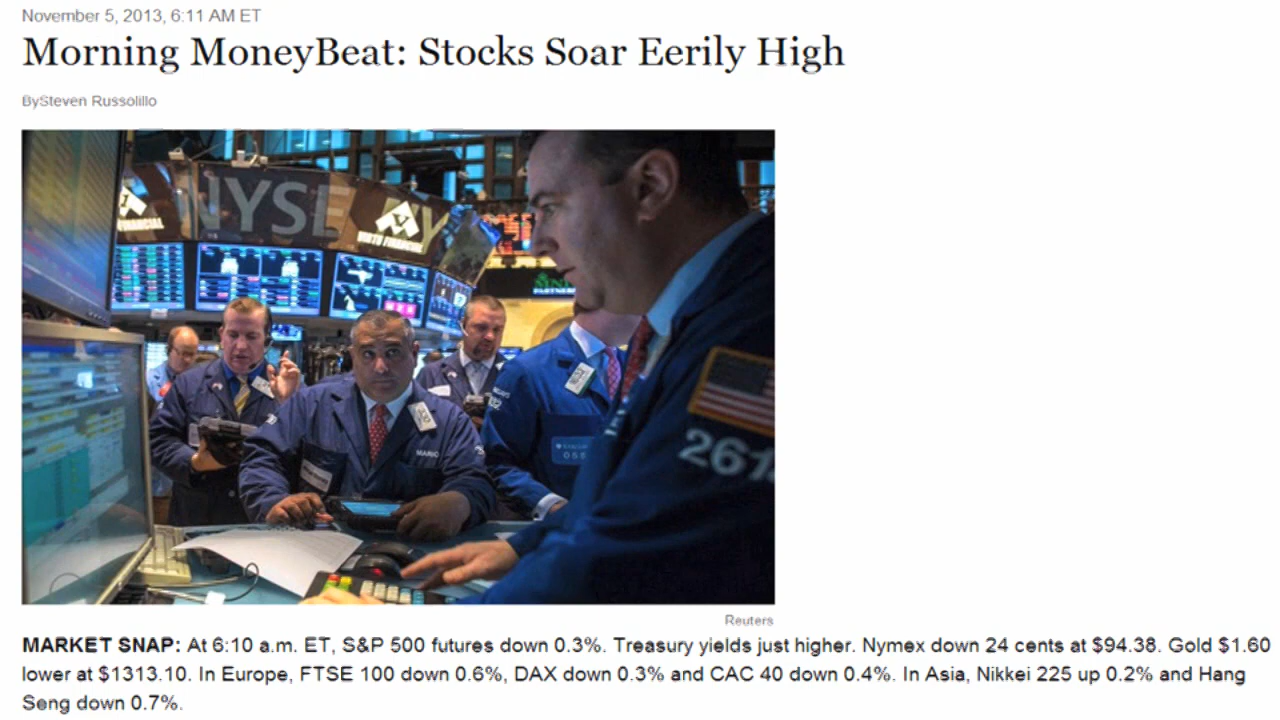 November 5, 2013, 6:11 AM ET
Morning MoneyBeat: Stocks Soar Eerily High
BySteven Russolillo
NYSE
NY
FINANCIAL
FINANCIAL
MARIO
261
Reuters
MARKET SNAP: At 6:10 a.m. ET, S&P 500 futures down 0.3%. Treasury yields just higher. Nymex down 24 cents at $94.38. Gold $1.60
lower at $1313.10. In Europe, FTSE 100 down 0.6%, DAX down 0.3% and CAC 40 down 0.4%. In Asia, Nikkei 225 up 0.2% and Hang
Seng down 0.7%.